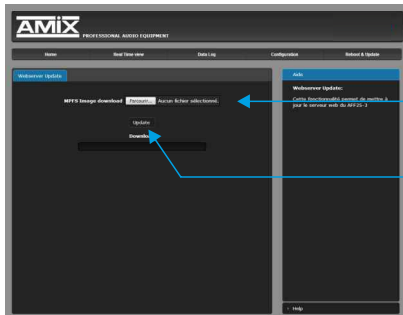 AMiX
PROFESSIONAL AUDIO EQUIPMENT
Home Real Time view Data Log Configuration Reboot & Update
Webserver Update
MPFS Image download Parcourir... Aucun fichier sélectionné.
Update
Download
Aide
Webserver Update:
Cette fonctionnalité permet de mettre à
jour le serveur web du AFF25-3
› Help